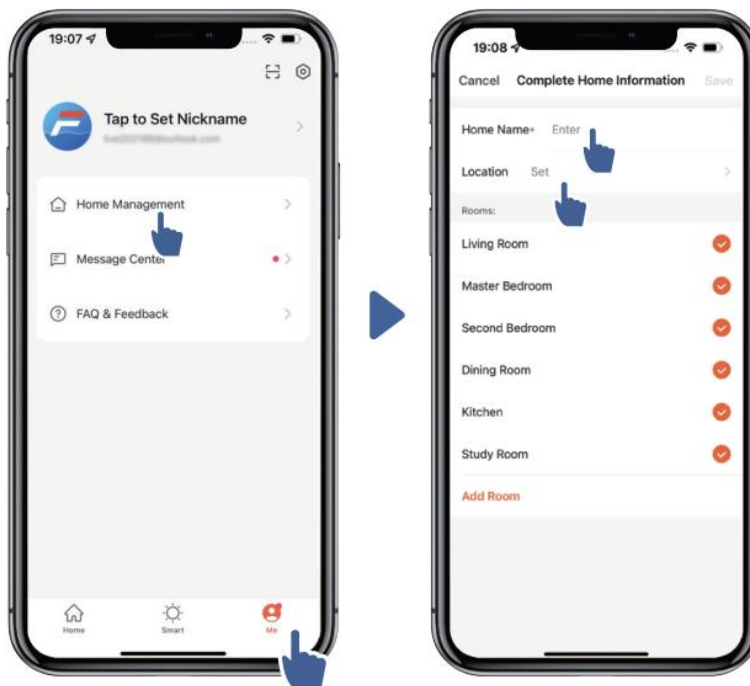 19:07
Tap to Set Nickname
Home Management
Message Center
FAQ & Feedback
Home
Smart
Me
19:08
Cancel
Complete Home Information
Save
Home Name* Enter
Location Set
Rooms:
Living Room
Master Bedroom
Second Bedroom
Dining Room
Kitchen
Study Room
Add Room